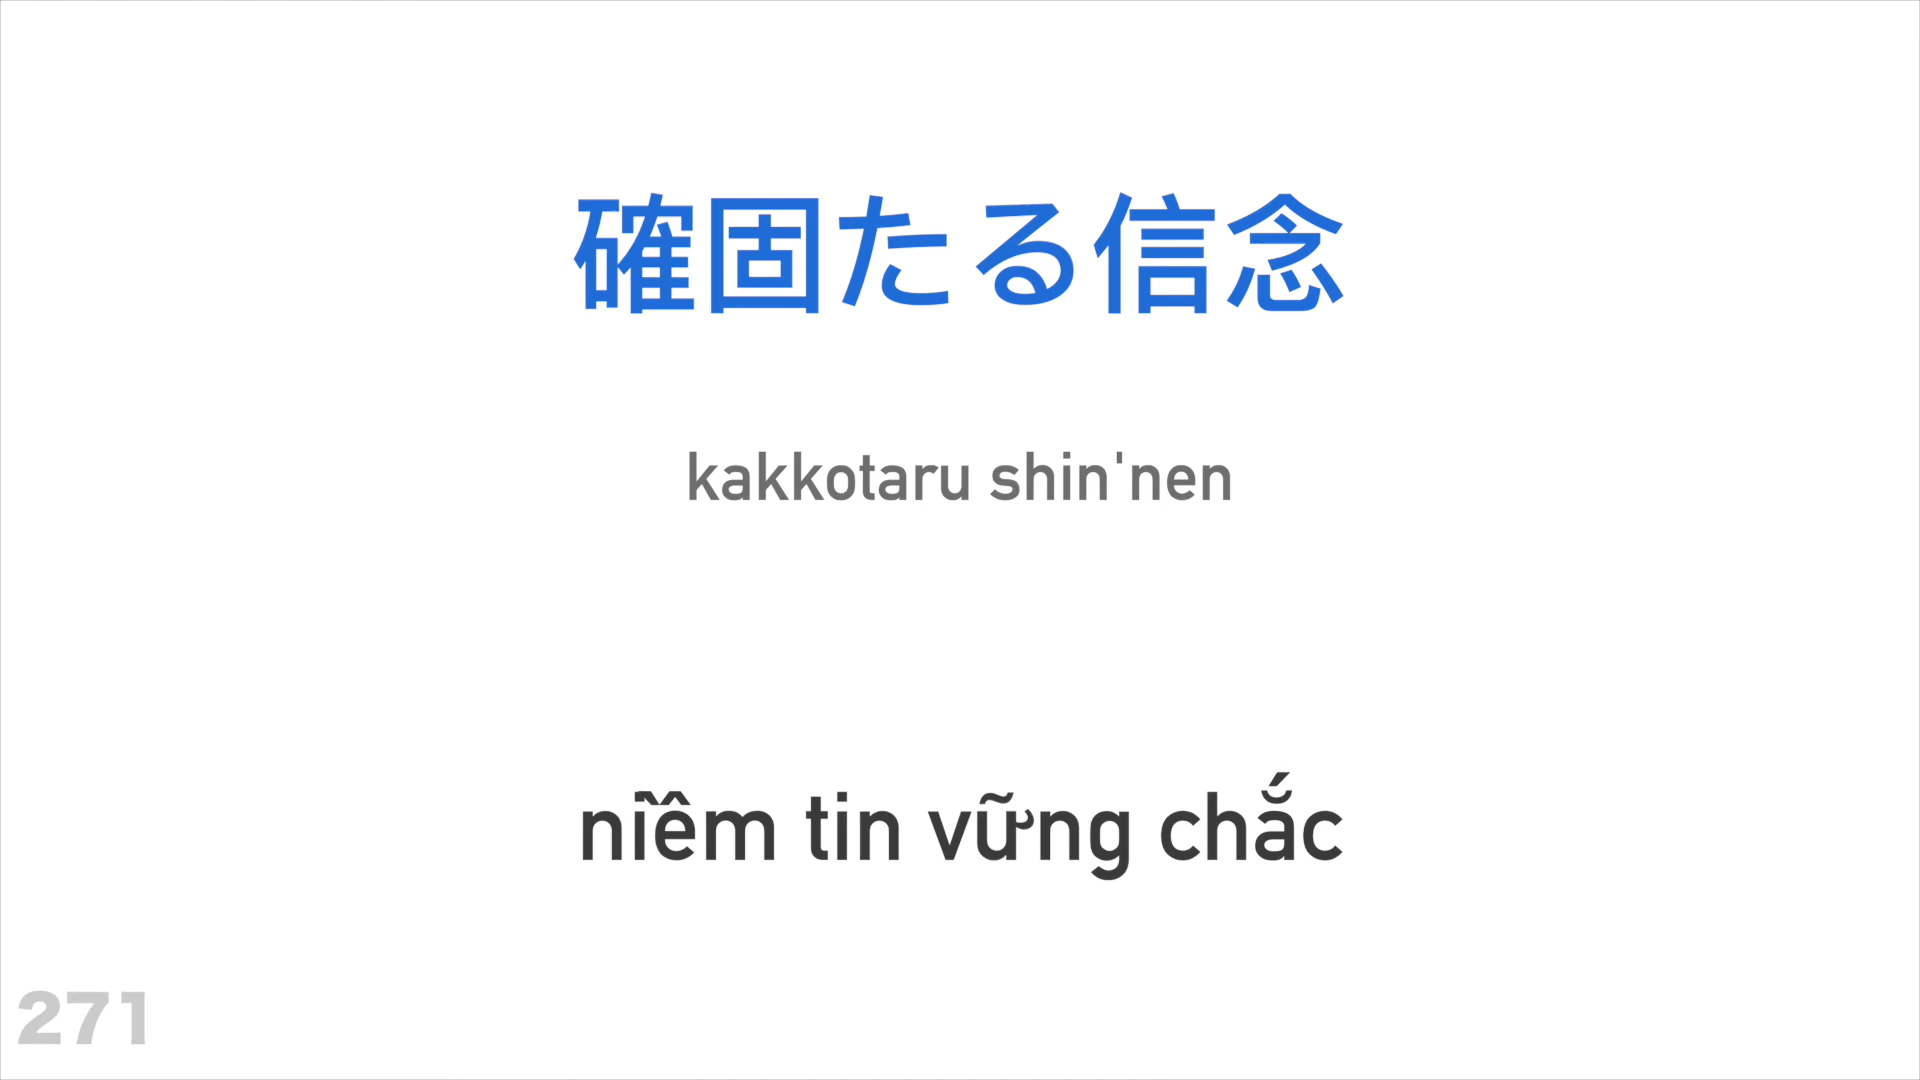 確固たる信念
kakkotaru shin'nen
niềm tin vững chắc
271